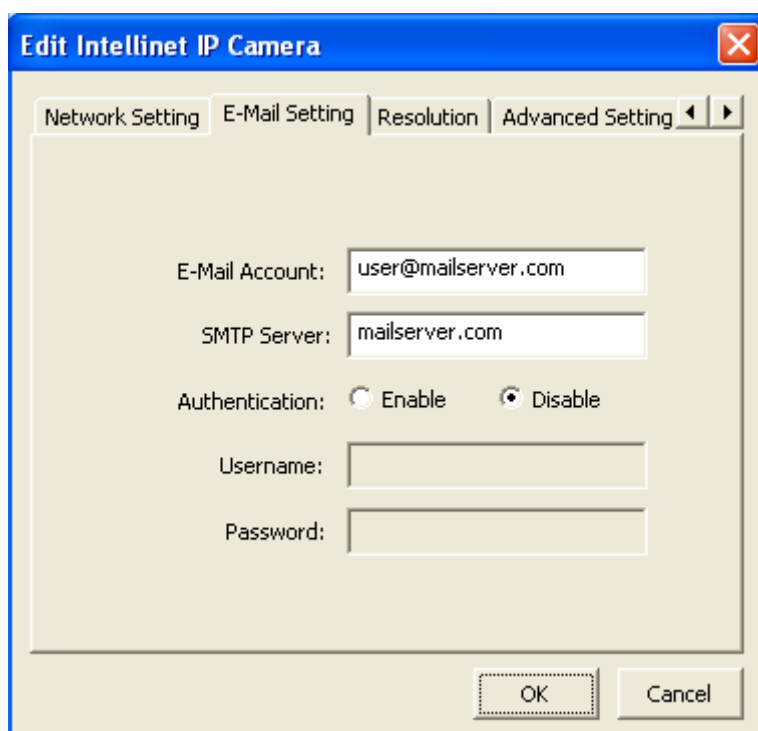 Edit Intellinet IP Camera
Network Setting E-Mail Setting Resolution Advanced Setting
E-Mail Account: user@mailserver.com
SMTP Server: mailserver.com
Authentication: Enable Disable
Username:
Password:
OK Cancel